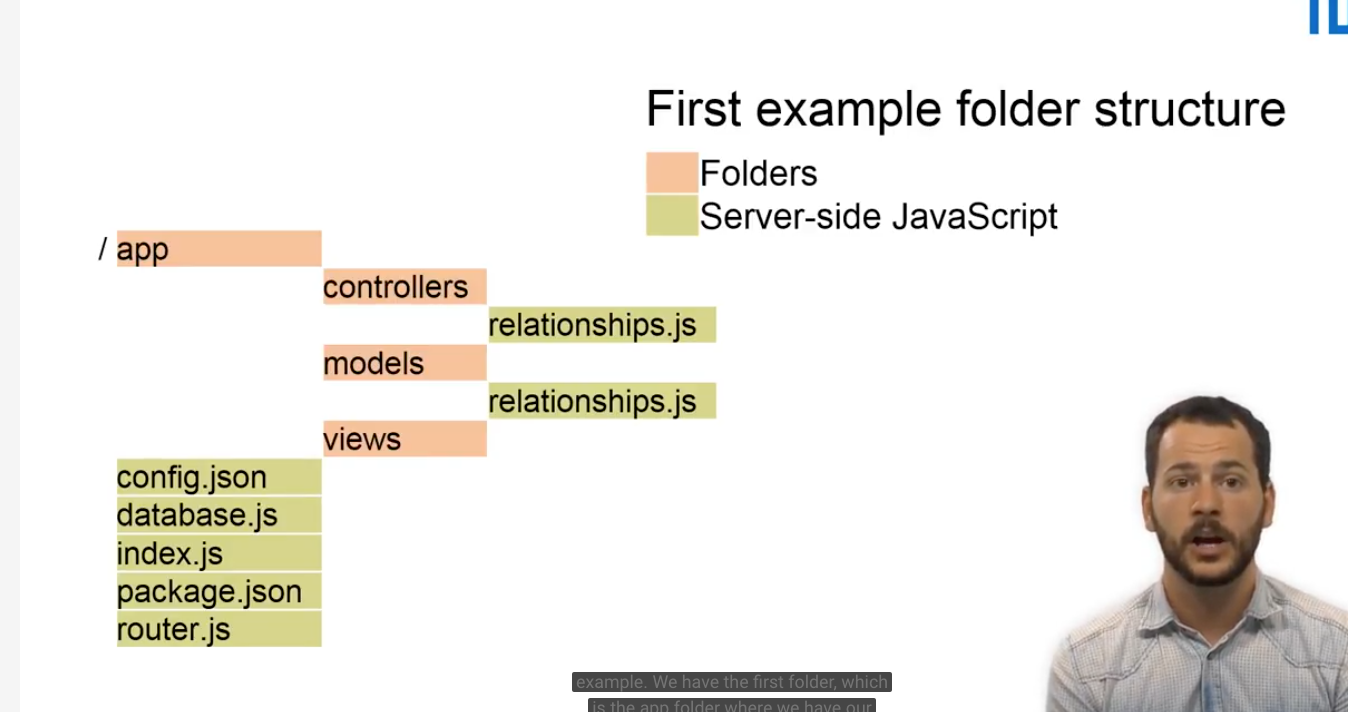 First example folder structure
Folders
Server-side JavaScript
/ app
controllers
relationships.js
models
relationships.js
views
config.json
database.js
index.js
package.json
router.js
example. We have the first folder, which
is the app folder where we have our